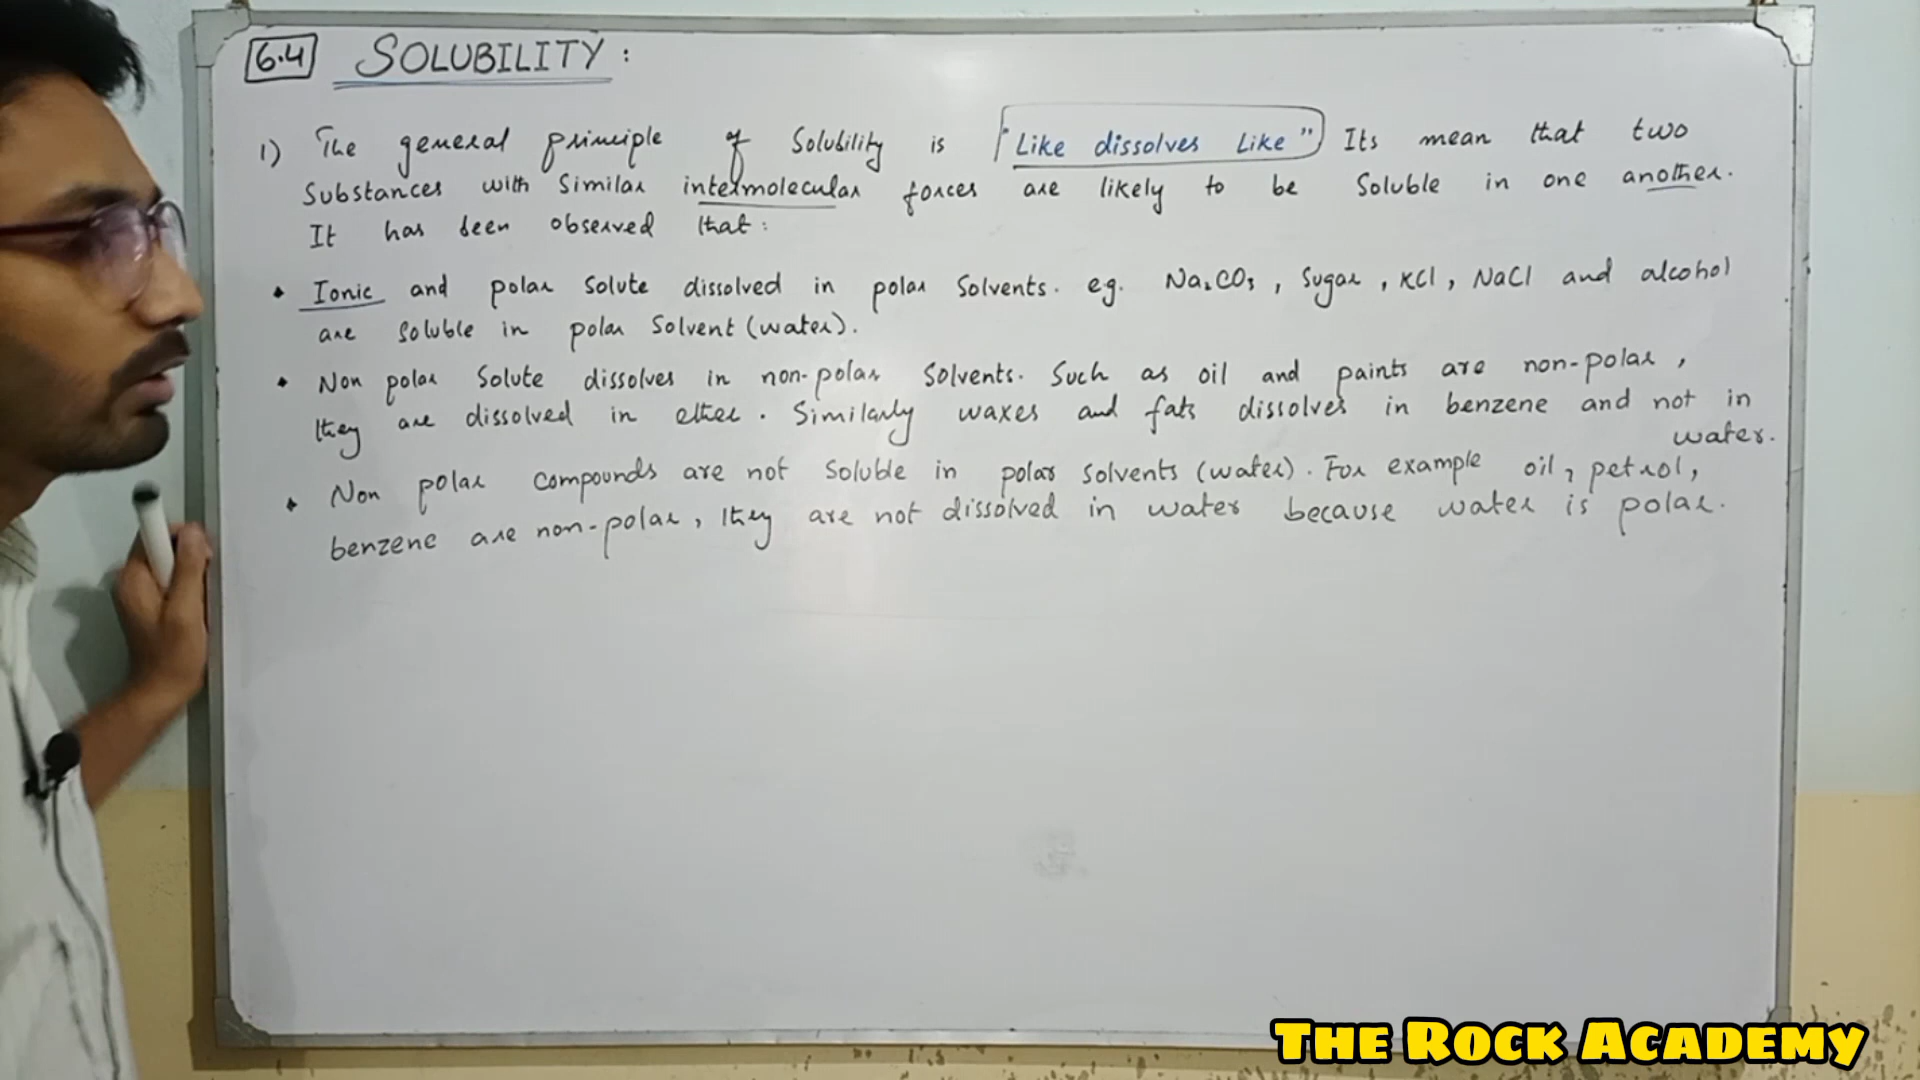 6.4 SOLUBILITY :
1) The general principle of Solubility is "Like dissolves Like" Its mean that two
Substances with Similar intermolecular forces are likely to be Soluble in one another.
It has been observed that :
• Ionic and polar Solute dissolved in polar Solvents. eg. Na₂CO₃, Sugar, KCl, NaCl and alcohol
are soluble in polar Solvent (water).
• Non polar Solute dissolves in non-polar Solvents. Such as oil and paints are non-polar,
they are dissolved in ether. Similarly waxes and fats dissolves in benzene and not in
water.
• Non polar compounds are not Soluble in polar solvents (water). For example oil, petrol,
benzene are non-polar, they are not dissolved in water because water is polar.
THE ROCK ACADEMY